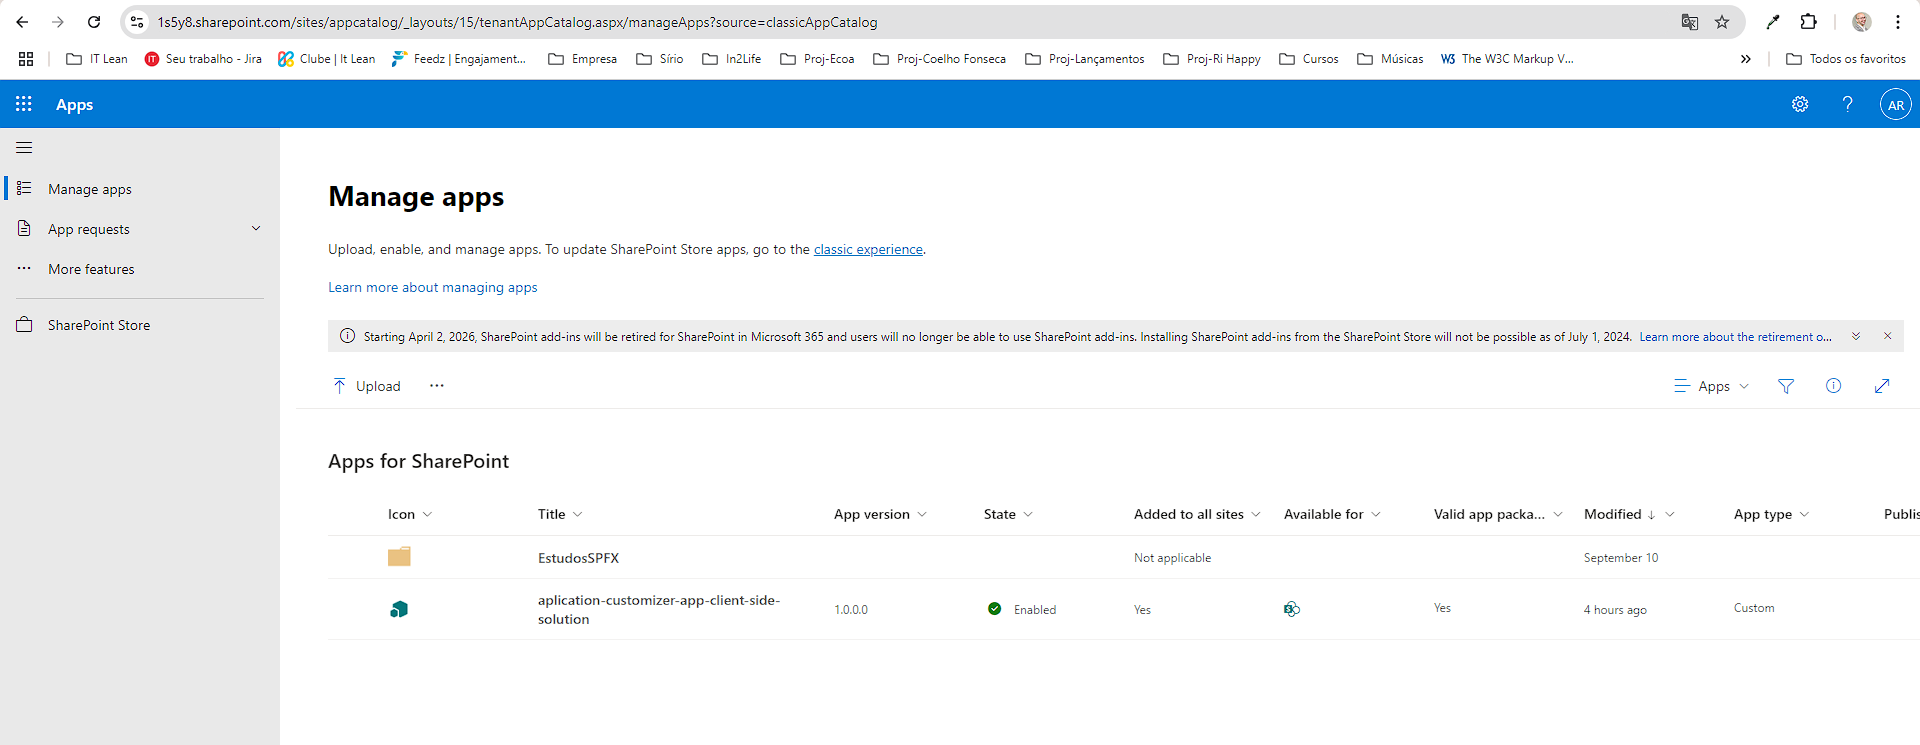 1s5y8.sharepoint.com/sites/appcatalog/_layouts/15/tenantAppCatalog.aspx/manageApps?source=classicAppCatalog
IT Lean
IT Seu trabalho - Jira
Clube | It Lean
Feedz | Engajament...
Empresa
Sírio
In2Life
Proj-Ecoa
Proj-Coelho Fonseca
Proj-Lançamentos
Proj-Ri Happy
Cursos
Músicas
W3 The W3C Markup V...
Todos os favoritos
Apps
?
AR
Manage apps
App requests
More features
SharePoint Store
Manage apps
Upload, enable, and manage apps. To update SharePoint Store apps, go to the classic experience.
Learn more about managing apps
Starting April 2, 2026, SharePoint add-ins will be retired for SharePoint in Microsoft 365 and users will no longer be able to use SharePoint add-ins. Installing SharePoint add-ins from the SharePoint Store will not be possible as of July 1, 2024. Learn more about the retirement o...
Upload
Apps
Apps for SharePoint
Icon Title App version State Added to all sites Available for Valid app packa... Modified App type Publis
EstudosSPFX Not applicable September 10
aplication-customizer-app-client-side-
solution
1.0.0.0 Enabled Yes Yes 4 hours ago Custom